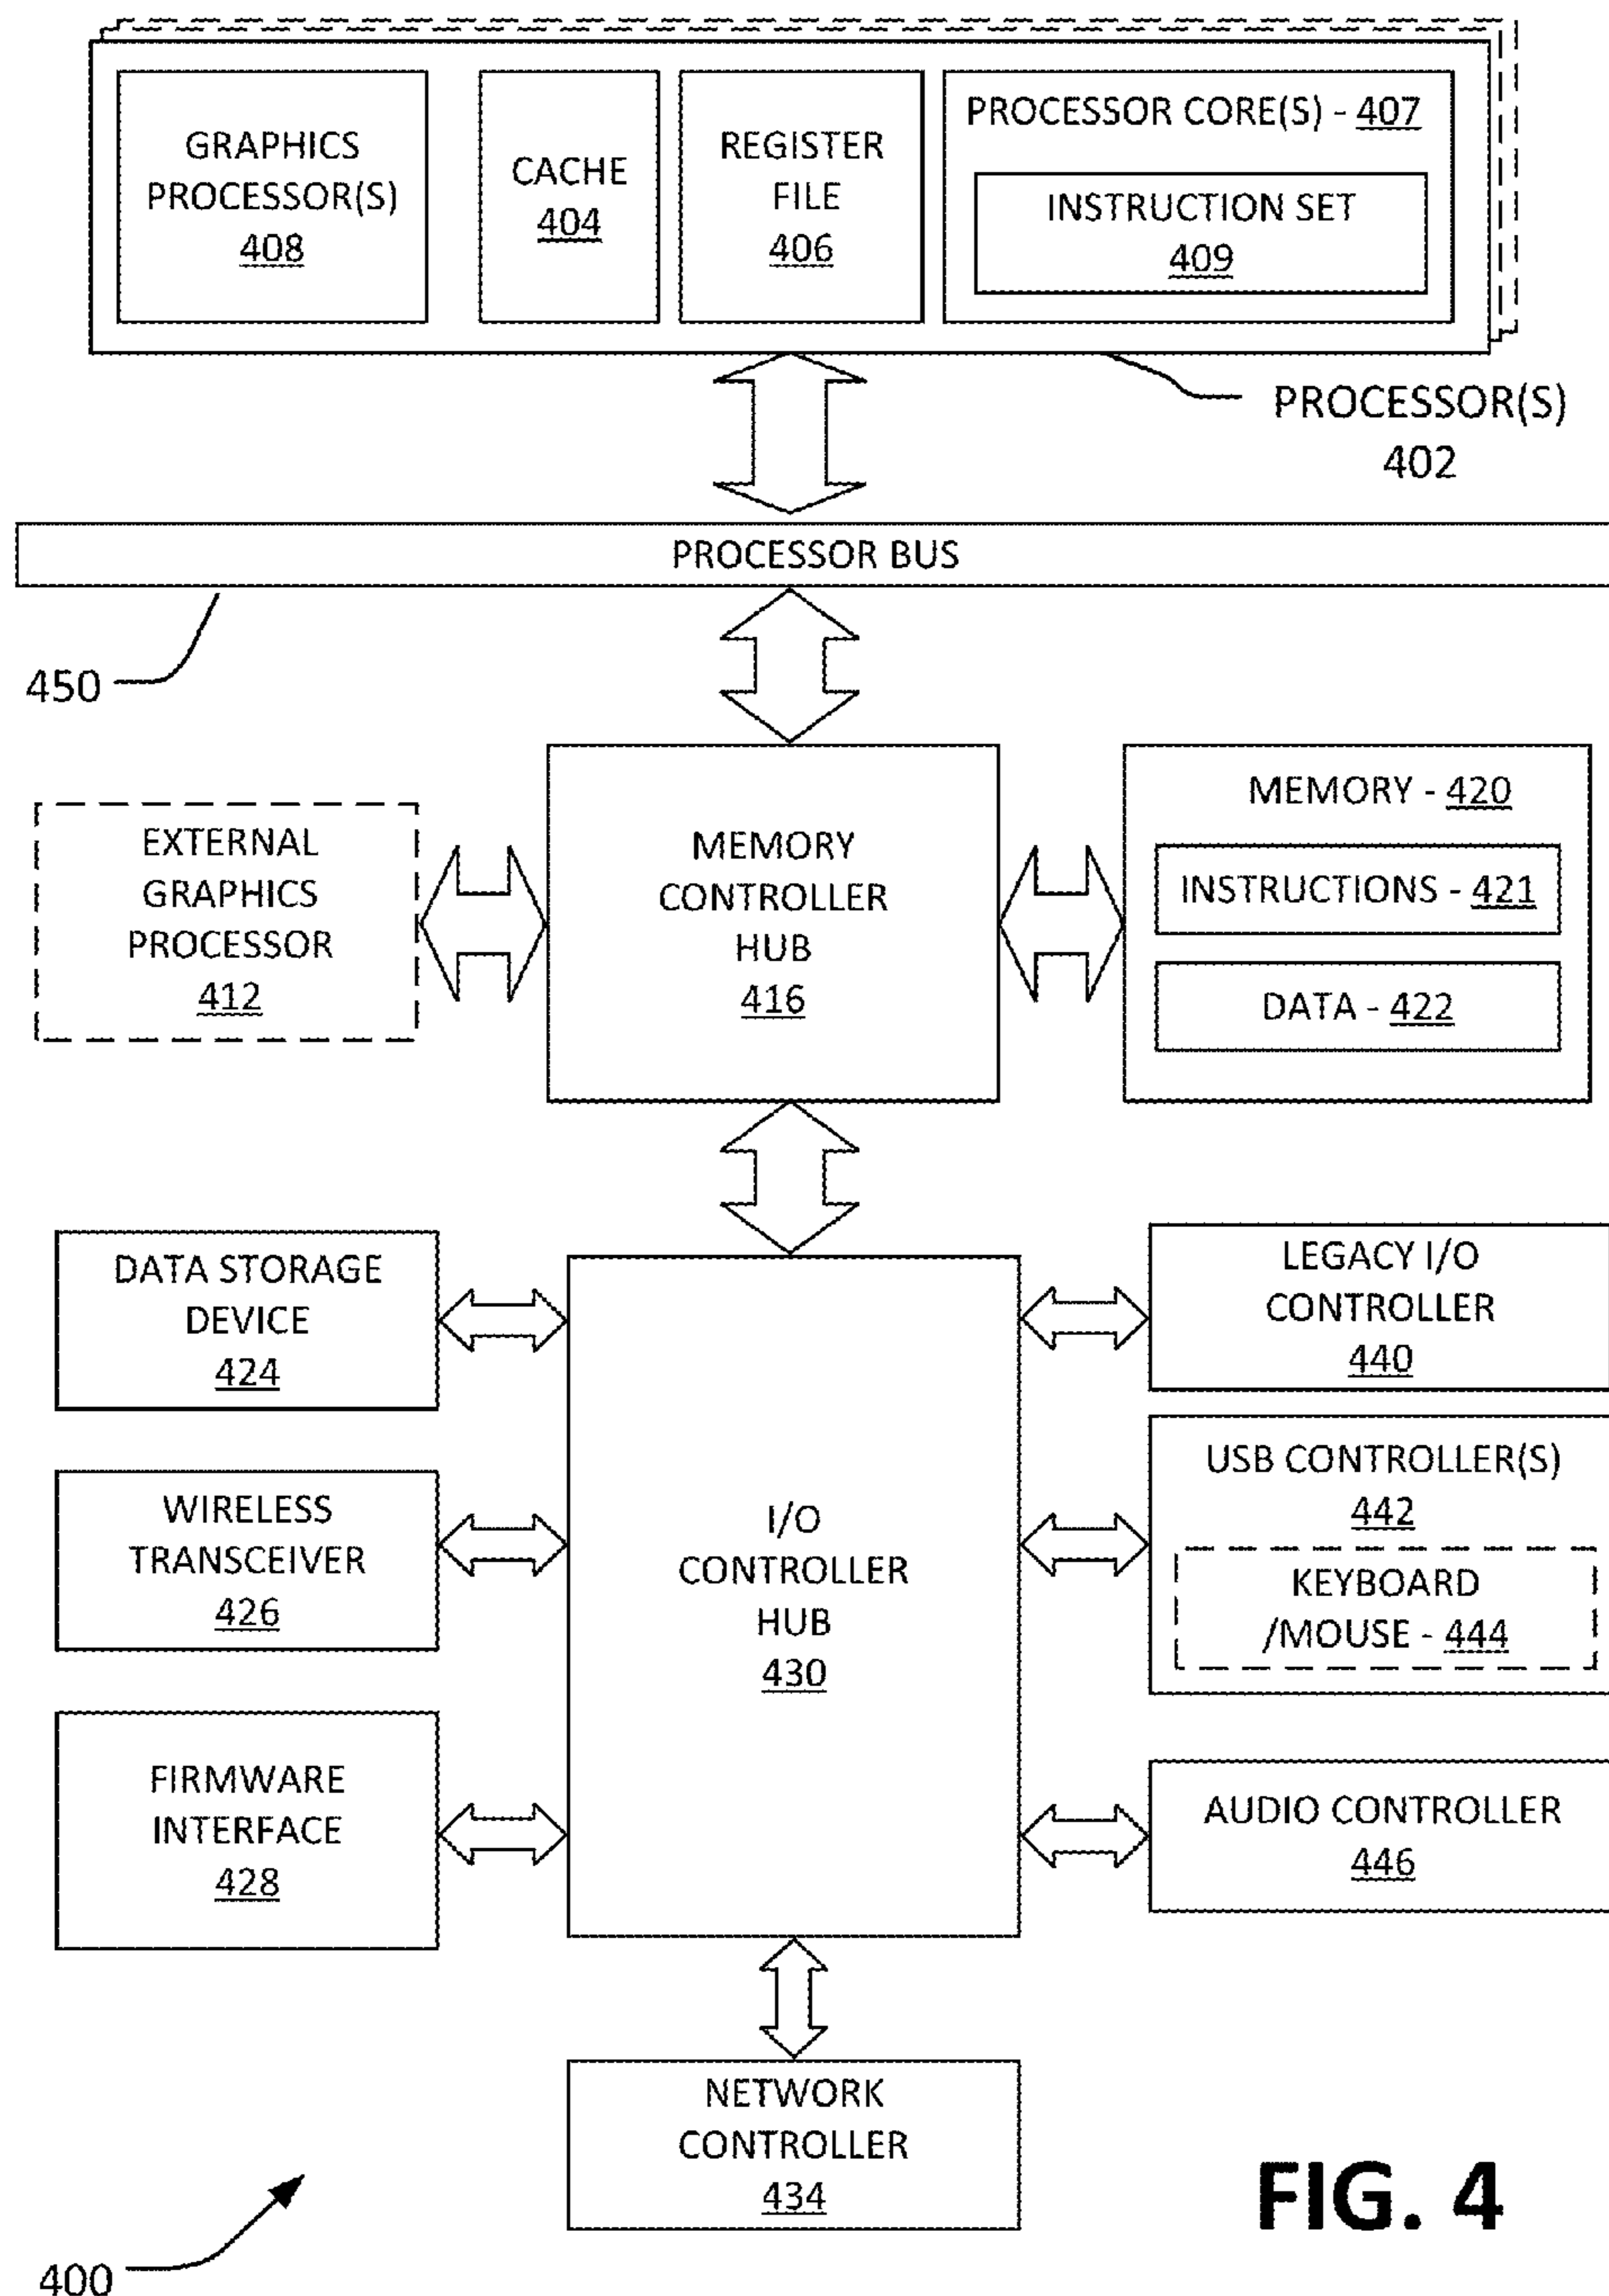 GRAPHICS
PROCESSOR(S)
408
CACHE
404
REGISTER
FILE
406
PROCESSOR CORE(S) - 407
INSTRUCTION SET
409
PROCESSOR(S)
402
PROCESSOR BUS
450
EXTERNAL
GRAPHICS
PROCESSOR
412
MEMORY
CONTROLLER
HUB
416
MEMORY - 420
INSTRUCTIONS - 421
DATA - 422
DATA STORAGE
DEVICE
424
WIRELESS
TRANSCEIVER
426
FIRMWARE
INTERFACE
428
I/O
CONTROLLER
HUB
430
LEGACY I/O
CONTROLLER
440
USB CONTROLLER(S)
442
KEYBOARD
/MOUSE - 444
AUDIO CONTROLLER
446
NETWORK
CONTROLLER
434
400
FIG. 4